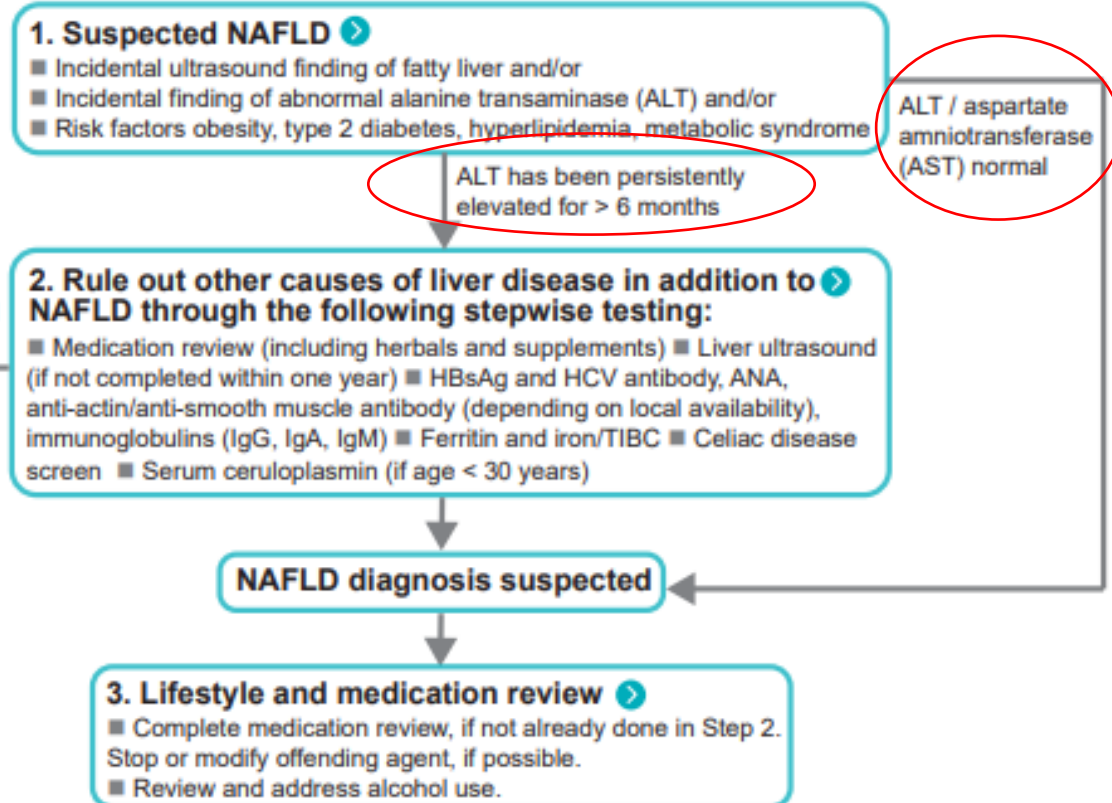 1. Suspected NAFLD
■ Incidental ultrasound finding of fatty liver and/or
■ Incidental finding of abnormal alanine transaminase (ALT) and/or
■ Risk factors obesity, type 2 diabetes, hyperlipidemia, metabolic syndrome
ALT / aspartate
amniotransferase
(AST) normal
ALT has been persistently
elevated for > 6 months
2. Rule out other causes of liver disease in addition to
NAFLD through the following stepwise testing:
■ Medication review (including herbals and supplements) ■ Liver ultrasound
(if not completed within one year) ■ HBsAg and HCV antibody, ANA,
anti-actin/anti-smooth muscle antibody (depending on local availability),
immunoglobulins (IgG, IgA, IgM) ■ Ferritin and iron/TIBC ■ Celiac disease
screen ■ Serum ceruloplasmin (if age < 30 years)
NAFLD diagnosis suspected
3. Lifestyle and medication review
■ Complete medication review, if not already done in Step 2.
Stop or modify offending agent, if possible.
■ Review and address alcohol use.